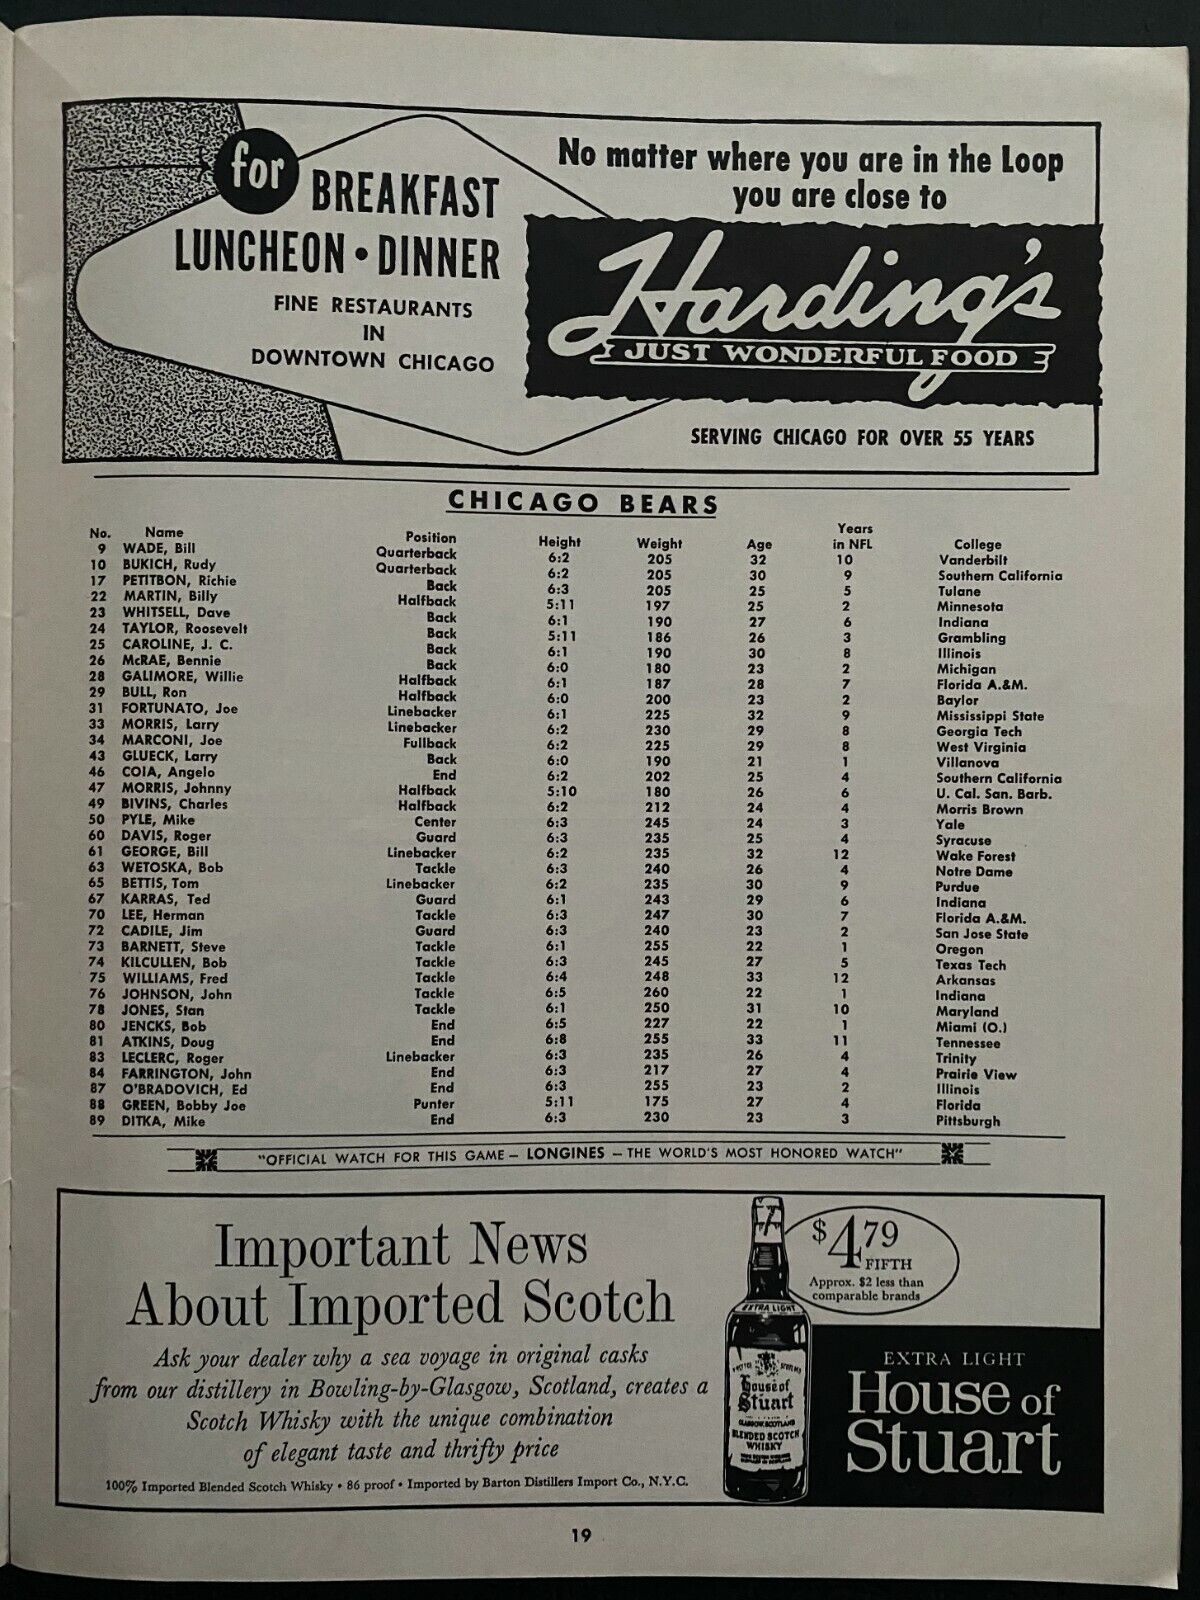 for
BREAKFAST
LUNCHEON • DINNER
FINE RESTAURANTS
IN
DOWNTOWN CHICAGO
No matter where you are in the Loop
you are close to
Harding's
JUST WONDERFUL FOOD
SERVING CHICAGO FOR OVER 55 YEARS
CHICAGO BEARS
No. Name Position Height Weight Age Years in NFL College
9 WADE, Bill Quarterback 6:2 205 32 10 Vanderbilt
10 BUKICH, Rudy Quarterback 6:2 205 30 9 Southern California
17 PETITBON, Richie Back 6:3 205 25 5 Tulane
22 MARTIN, Billy Halfback 5:11 197 25 2 Minnesota
23 WHITSELL, Dave Back 6:1 190 27 6 Indiana
24 TAYLOR, Roosevelt Back 5:11 186 26 3 Grambling
25 CAROLINE, J. C. Back 6:1 190 30 8 Illinois
26 McRAE, Bennie Back 6:0 180 23 2 Michigan
28 GALIMORE, Willie Halfback 6:1 187 28 7 Florida A.&M.
29 BULL, Ron Halfback 6:0 200 23 2 Baylor
31 FORTUNATO, Joe Linebacker 6:1 225 32 9 Mississippi State
33 MORRIS, Larry Linebacker 6:2 230 29 8 Georgia Tech
34 MARCONI, Joe Fullback 6:2 225 29 8 West Virginia
43 GLUECK, Larry Back 6:0 190 21 1 Villanova
46 COIA, Angelo End 6:2 202 25 4 Southern California
47 MORRIS, Johnny Halfback 5:10 180 26 6 U. Cal. San. Barb.
49 BIVINS, Charles Halfback 6:2 212 24 4 Morris Brown
50 PYLE, Mike Center 6:3 245 24 3 Yale
60 DAVIS, Roger Guard 6:3 235 25 4 Syracuse
61 GEORGE, Bill Linebacker 6:2 235 32 12 Wake Forest
63 WETOSKA, Bob Tackle 6:3 240 26 4 Notre Dame
65 BETTIS, Tom Linebacker 6:2 235 30 9 Purdue
67 KARRAS, Ted Guard 6:1 243 29 6 Indiana
70 LEE, Herman Tackle 6:3 247 30 7 Florida A.&M.
72 CADILE, Jim Guard 6:3 240 23 2 San Jose State
73 BARNETT, Steve Tackle 6:1 255 22 1 Oregon
74 KILCULLEN, Bob Tackle 6:3 245 27 5 Texas Tech
75 WILLIAMS, Fred Tackle 6:4 248 33 12 Arkansas
76 JOHNSON, John Tackle 6:5 260 22 1 Indiana
78 JONES, Stan Tackle 6:1 250 31 10 Maryland
80 JENCKS, Bob End 6:5 227 22 1 Miami (O.)
81 ATKINS, Doug End 6:8 255 33 11 Tennessee
83 LECLERC, Roger Linebacker 6:3 235 26 4 Trinity
84 FARRINGTON, John End 6:3 217 27 4 Prairie View
87 O'BRADOVICH, Ed End 6:3 255 23 2 Illinois
88 GREEN, Bobby Joe Punter 5:11 175 27 4 Florida
89 DITKA, Mike End 6:3 230 23 3 Pittsburgh
"OFFICIAL WATCH FOR THIS GAME – LONGINES – THE WORLD'S MOST HONORED WATCH"
Important News
About Imported Scotch
Ask your dealer why a sea voyage in original casks
from our distillery in Bowling-by-Glasgow, Scotland, creates a
Scotch Whisky with the unique combination
of elegant taste and thrifty price
100% Imported Blended Scotch Whisky • 86 proof • Imported by Barton Distillers Import Co., N.Y.C.
$4.79
FIFTH
Approx. $2 less than
comparable brands
EXTRA LIGHT
House of
Stuart
GLASGOW, SCOTLAND
BLENDED SCOTCH
WHISKY
EXTRA LIGHT
House of
Stuart
19